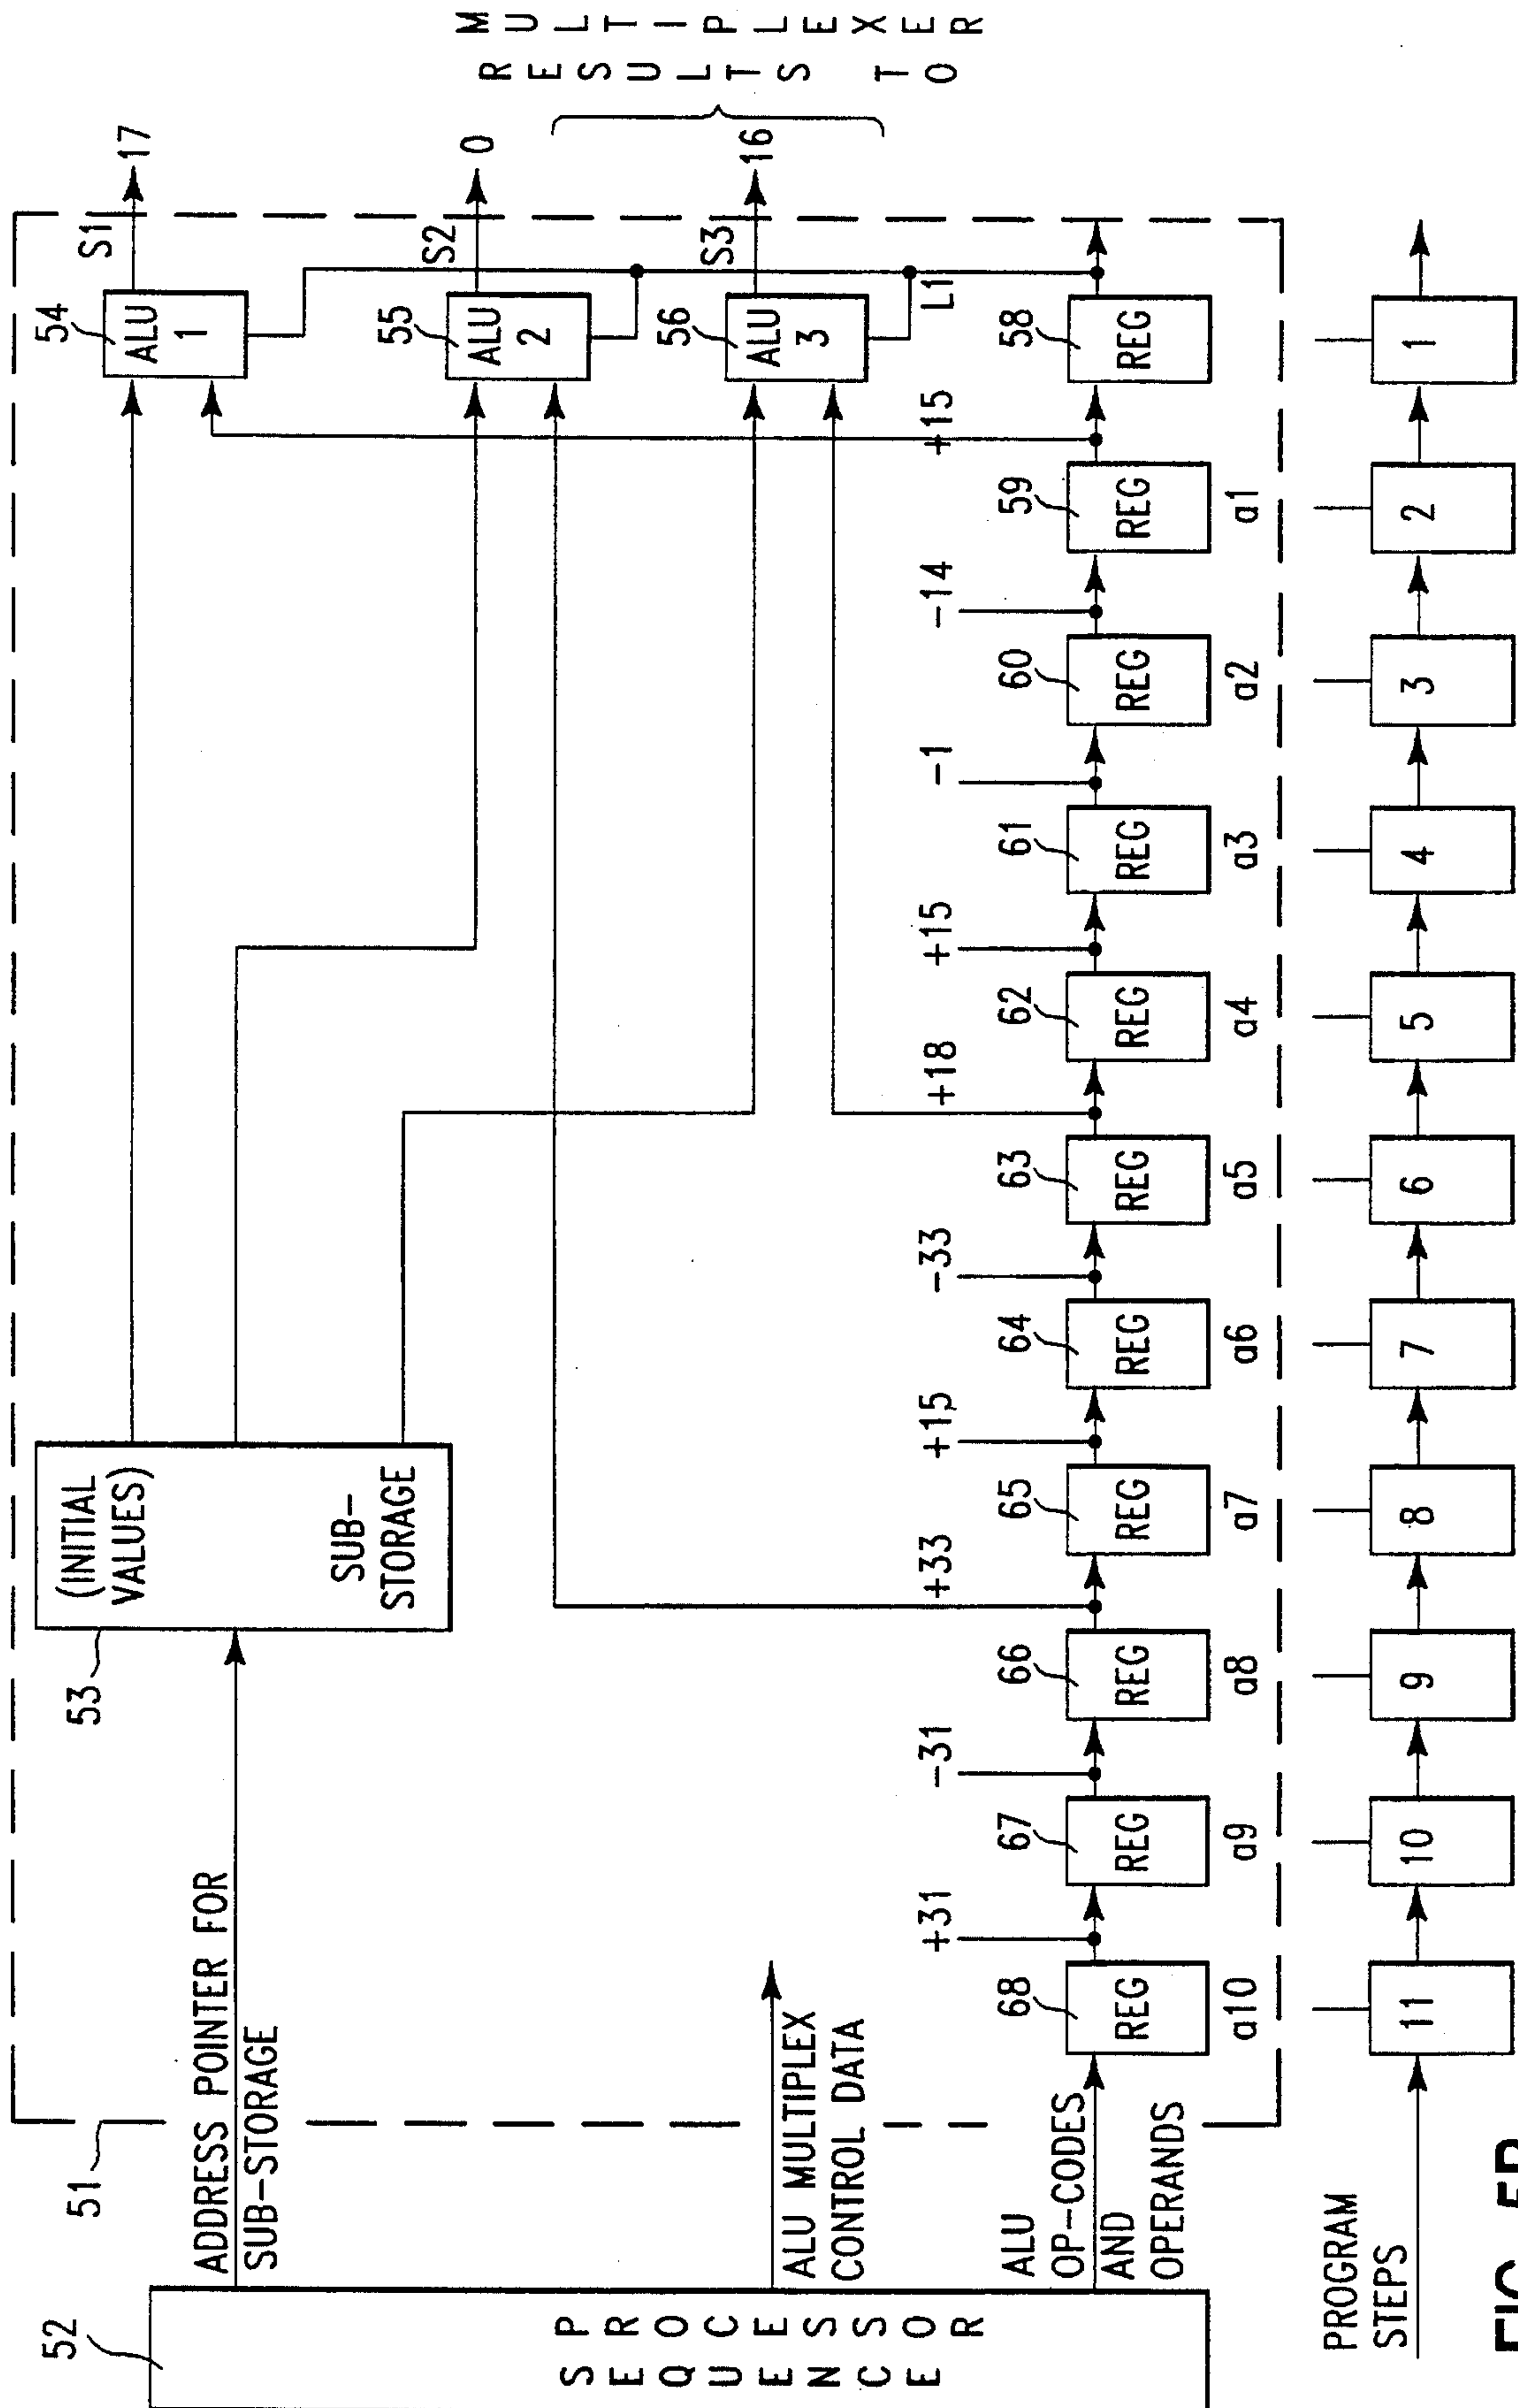 52
PROCESSOR
SEQUENCE
51
ADDRESS POINTER FOR
SUB-STORAGE
ALU MULTIPLEX
CONTROL DATA
ALU
OP-CODES
AND
OPERANDS
53
(INITIAL
VALUES)
SUB-
STORAGE
54
ALU
1
S1
17
55
ALU
2
S2
0
56
ALU
3
S3
16
L1
MULTIPLEXER
RESULTS TO
+31
-31
+33
+15
-33
+18
+15
-1
-14
+15
68
67
66
65
64
63
62
61
60
59
58
REG
REG
REG
REG
REG
REG
REG
REG
REG
REG
REG
a10
a9
a8
a7
a6
a5
a4
a3
a2
a1
PROGRAM
STEPS
11
10
9
8
7
6
5
4
3
2
1